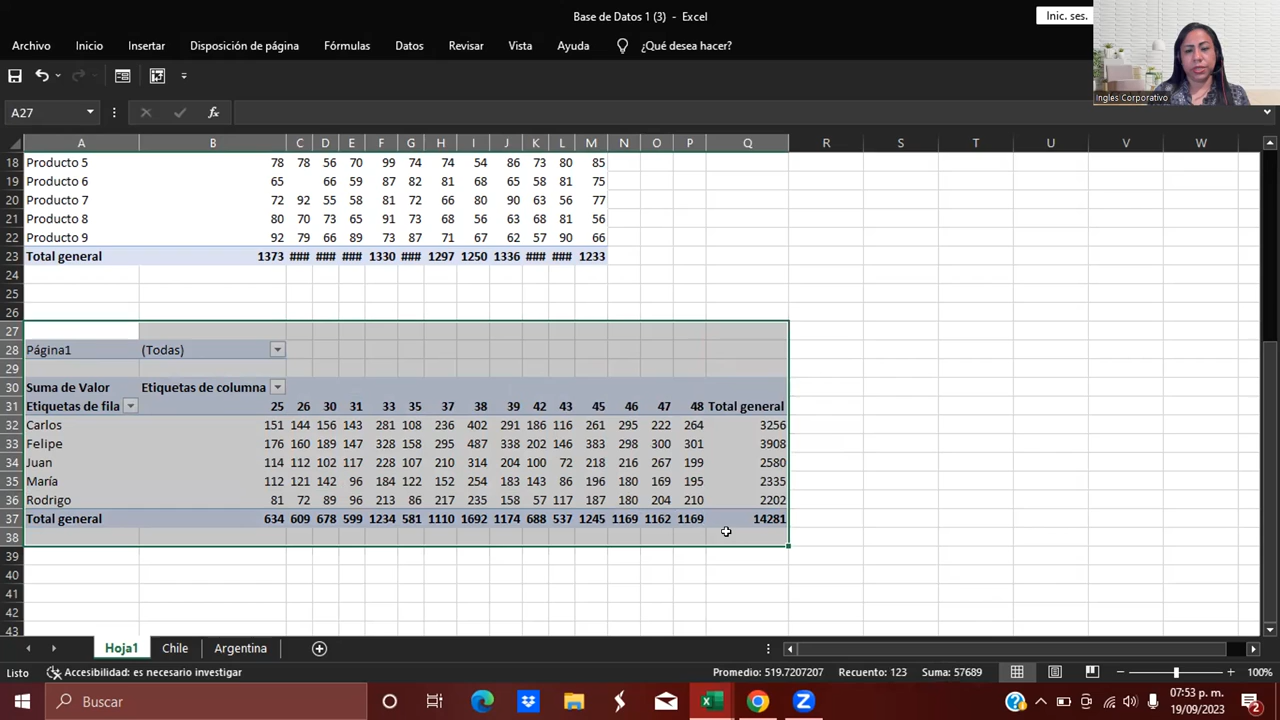 Base de Datos 1 (3) - Excel
Inic. ses.
Archivo Inicio Insertar Disposición de página Fórmulas Datos Revisar Vista Ayuda ¿Qué desea hacer?
Ingles Corporativo
A27 fx
A B C D E F G H I J K L M N O P Q R S T U V W
18 Producto 5 78 78 56 70 99 74 74 54 86 73 80 85
19 Producto 6 65 66 59 87 82 81 68 65 58 81 75
20 Producto 7 72 92 55 58 81 72 66 80 90 63 56 77
21 Producto 8 80 70 73 65 91 73 68 56 63 68 81 56
22 Producto 9 92 79 66 89 73 87 71 67 62 57 90 66
23 Total general 1373 ### ### ### 1330 ### 1297 1250 1336 ### ### 1233
24
25
26
27
28 Página1 (Todas)
29
30 Suma de Valor Etiquetas de columna
31 Etiquetas de fila 25 26 30 31 33 35 37 38 39 42 43 45 46 47 48 Total general
32 Carlos 151 144 156 143 281 108 236 402 291 186 116 261 295 222 264 3256
33 Felipe 176 160 189 147 328 158 295 487 338 202 146 383 298 300 301 3908
34 Juan 114 112 102 117 228 107 210 314 204 100 72 218 216 267 199 2580
35 María 112 121 142 96 184 122 152 254 183 143 86 196 180 169 195 2335
36 Rodrigo 81 72 89 96 213 86 217 235 158 57 117 187 180 204 210 2202
37 Total general 634 609 678 599 1234 581 1110 1692 1174 688 537 1245 1169 1162 1169 14281
38
39
40
41
42
43
Hoja1 Chile Argentina
Listo Accesibilidad: es necesario investigar Promedio: 519.7207207 Recuento: 123 Suma: 57689 100%
Buscar 07:53 p. m.
19/09/2023 2